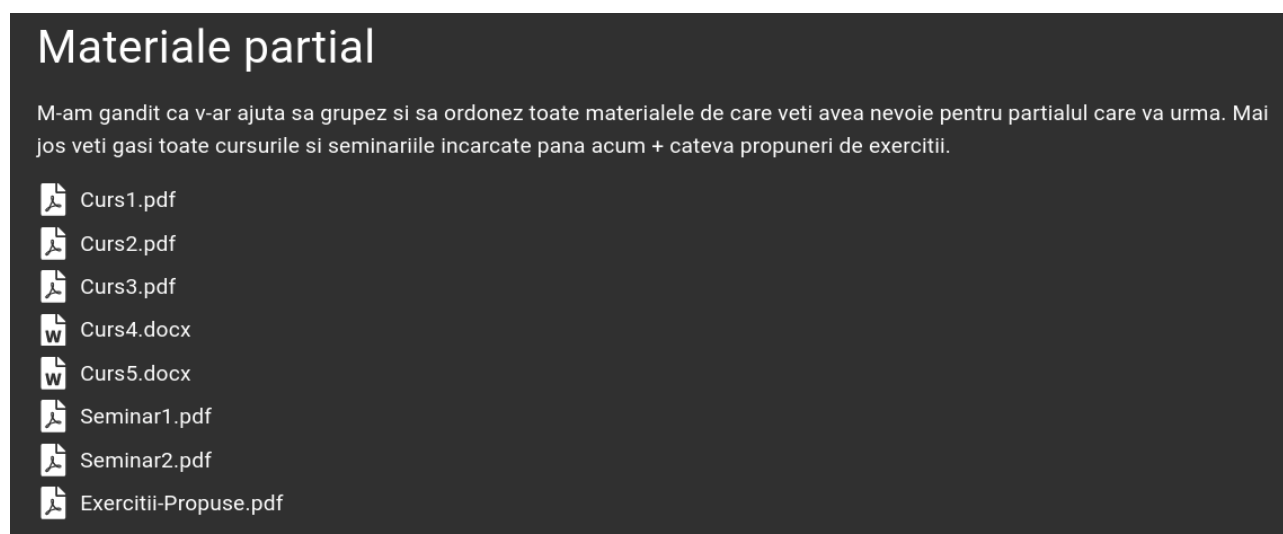 Materiale partial
M-am gandit ca v-ar ajuta sa grupez si sa ordonez toate materialele de care veti avea nevoie pentru partialul care va urma. Mai
jos veti gasi toate cursurile si seminariile incarcate pana acum + cateva propuneri de exercitii.
Curs1.pdf
Curs2.pdf
Curs3.pdf
Curs4.docx
Curs5.docx
Seminar1.pdf
Seminar2.pdf
Exercitii-Propuse.pdf